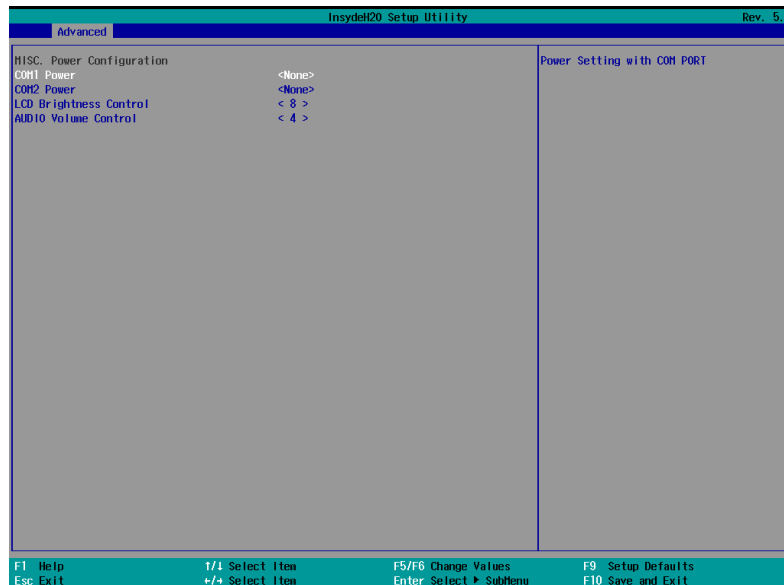 InsydeH20 Setup Utility Rev. 5.
Advanced
MISC. Power Configuration
COM1 Power <None>
COM2 Power <None>
LCD Brightness Control < 8 >
AUDIO Volume Control < 4 >
Power Setting with COM PORT
F1 Help ↑/↓ Select Item F5/F6 Change Values F9 Setup Defaults
Esc Exit ←/→ Select Item Enter Select ▶ SubMenu F10 Save and Exit